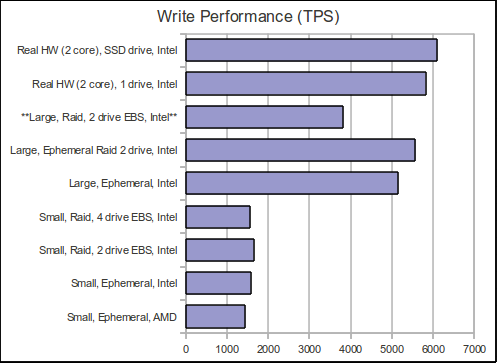 Write Performance (TPS)
Real HW (2 core), SSD drive, Intel
Real HW (2 core), 1 drive, Intel
**Large, Raid, 2 drive EBS, Intel**
Large, Ephemeral Raid 2 drive, Intel
Large, Ephemeral, Intel
Small, Raid, 4 drive EBS, Intel
Small, Raid, 2 drive EBS, Intel
Small, Ephemeral, Intel
Small, Ephemeral, AMD
0 1000 2000 3000 4000 5000 6000 7000